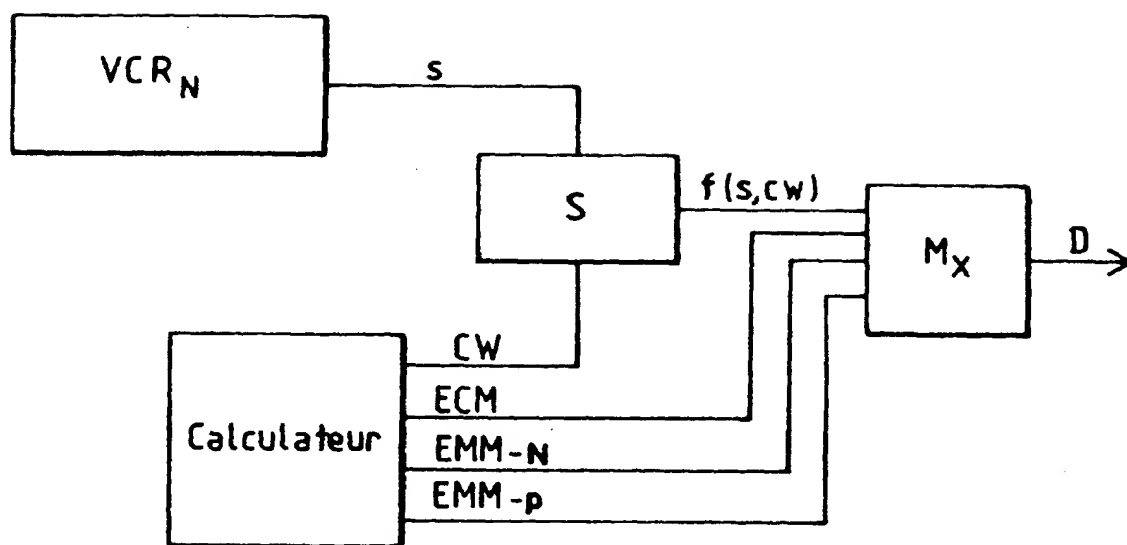 VCR_N
s
S
f(s,CW)
M_X
D
CW
ECM
Calculateur
EMM-N
EMM-p